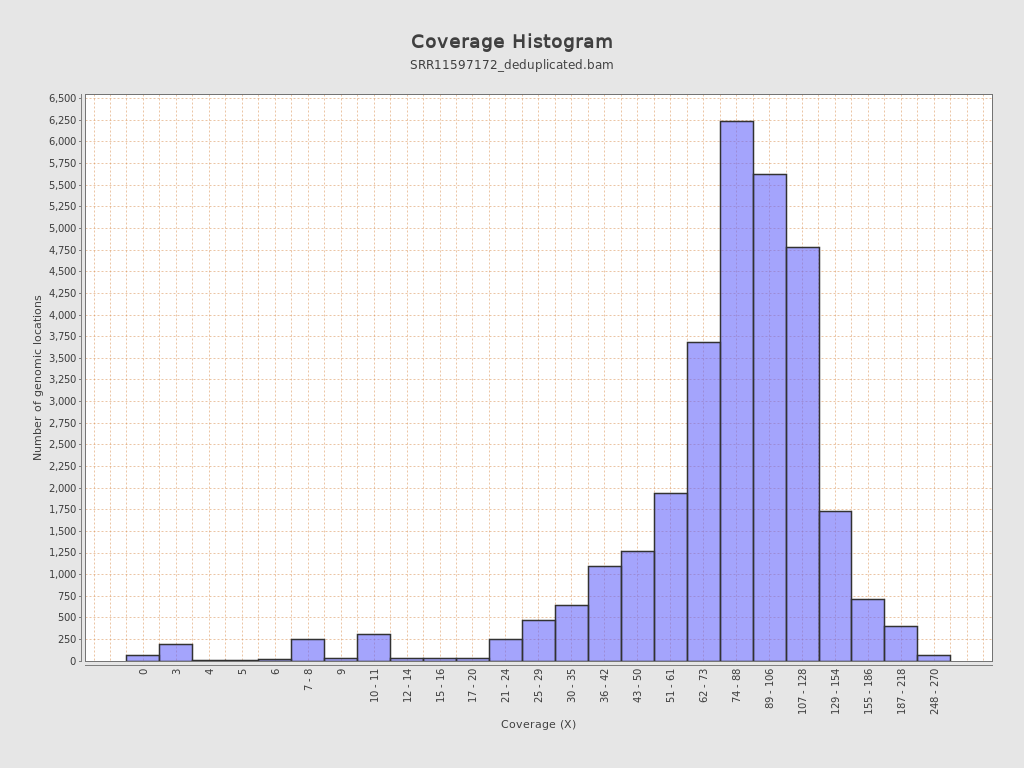 Coverage Histogram
SRR11597172_deduplicated.bam
6,500
6,250
6,000
5,750
5,500
5,250
5,000
4,750
4,500
4,250
4,000
3,750
3,500
3,250
3,000
2,750
2,500
2,250
2,000
1,750
1,500
1,250
1,000
750
500
250
0
Number of genomic locations
0
3
4
5
6
7 - 8
9
10 - 11
12 - 14
15 - 16
17 - 20
21 - 24
25 - 29
30 - 35
36 - 42
43 - 50
51 - 61
62 - 73
74 - 88
89 - 106
107 - 128
129 - 154
155 - 186
187 - 218
248 - 270
Coverage (X)